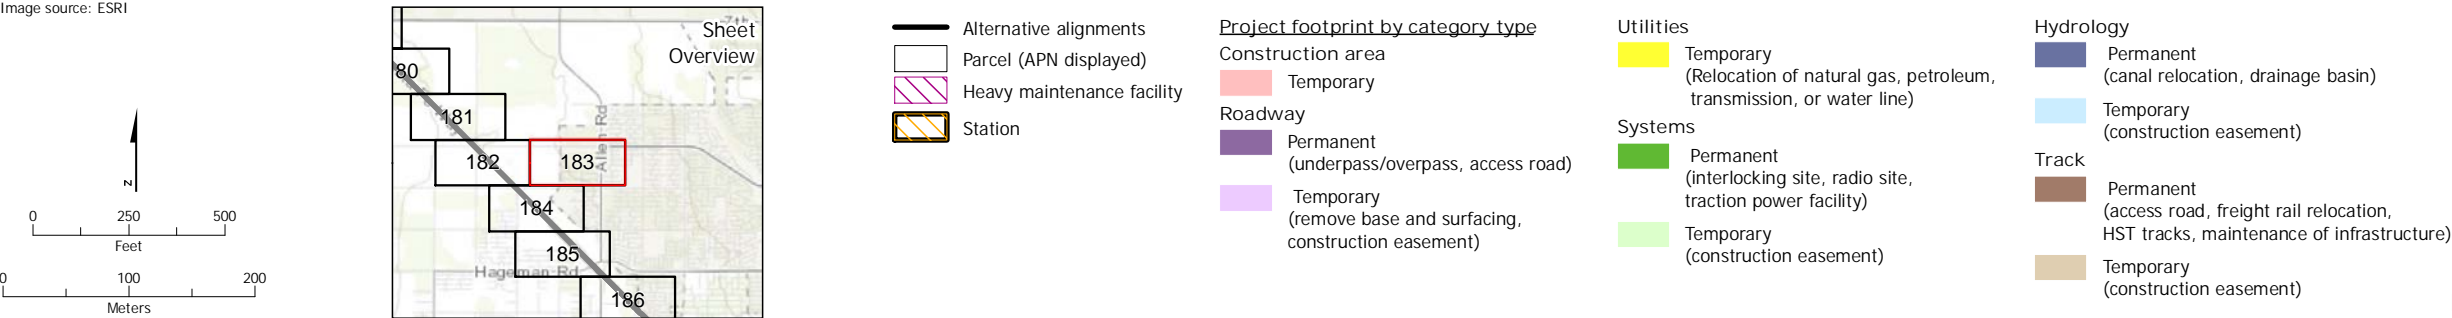 Image source: ESRI
N
0 250 500
Feet
0 100 200
Meters
Sheet
Overview
7th
80
181
182
183
184
185
186
Allen Rd
Hageman Rd
Alternative alignments
Parcel (APN displayed)
Heavy maintenance facility
Station
Project footprint by category type
Construction area
Temporary
Roadway
Permanent
(underpass/overpass, access road)
Temporary
(remove base and surfacing,
construction easement)
Utilities
Temporary
(Relocation of natural gas, petroleum,
transmission, or water line)
Systems
Permanent
(interlocking site, radio site,
traction power facility)
Temporary
(construction easement)
Hydrology
Permanent
(canal relocation, drainage basin)
Temporary
(construction easement)
Track
Permanent
(access road, freight rail relocation,
HST tracks, maintenance of infrastructure)
Temporary
(construction easement)